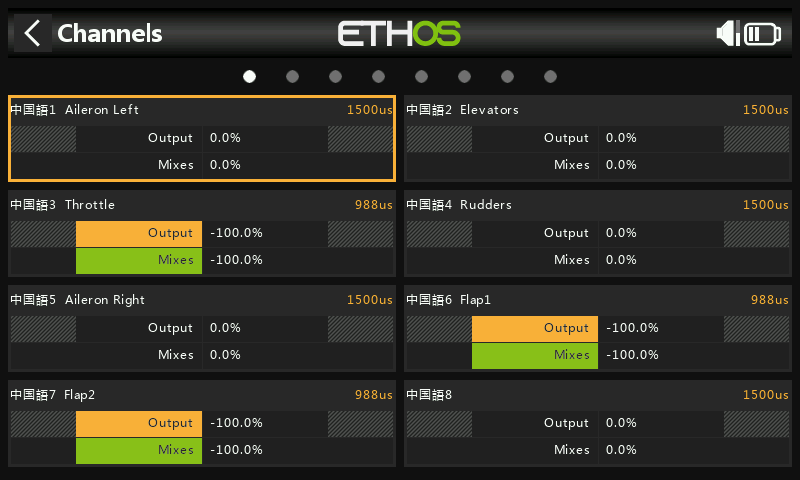 Channels
ETHOS
中国語1 Aileron Left 1500us
Output 0.0%
Mixes 0.0%
中国語2 Elevators 1500us
Output 0.0%
Mixes 0.0%
中国語3 Throttle 988us
Output -100.0%
Mixes -100.0%
中国語4 Rudders 1500us
Output 0.0%
Mixes 0.0%
中国語5 Aileron Right 1500us
Output 0.0%
Mixes 0.0%
中国語6 Flap1 988us
Output -100.0%
Mixes -100.0%
中国語7 Flap2 988us
Output -100.0%
Mixes -100.0%
中国語8 1500us
Output 0.0%
Mixes 0.0%